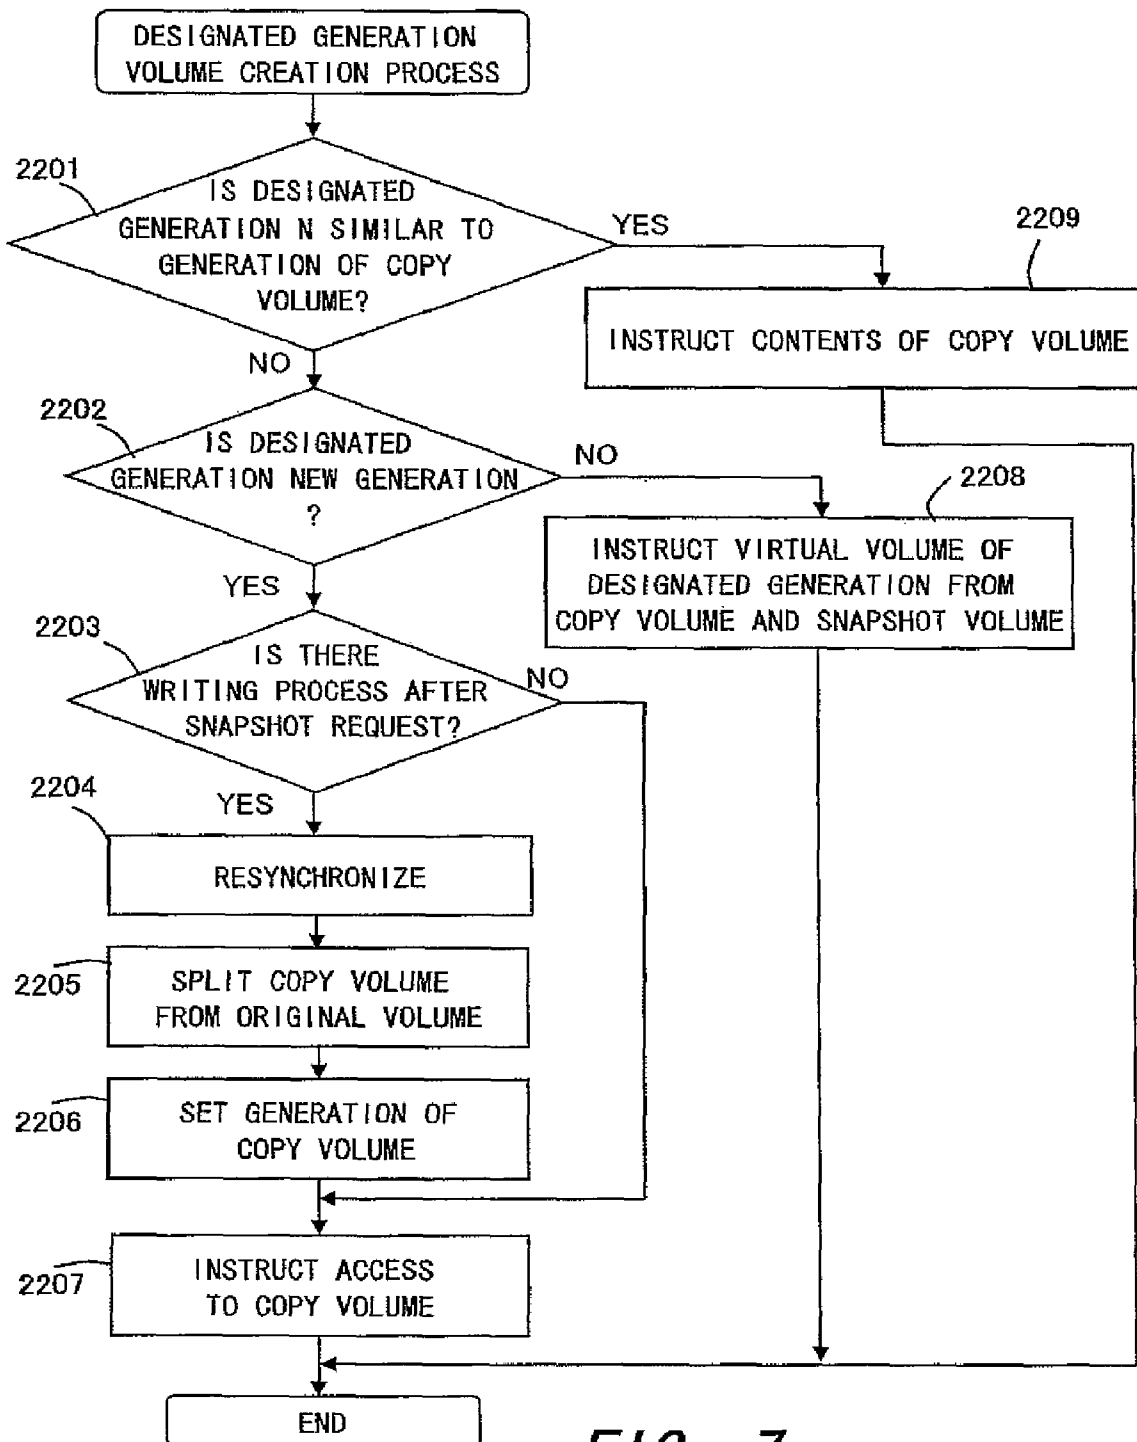 DESIGNATED GENERATION
VOLUME CREATION PROCESS
2201
IS DESIGNATED
GENERATION N SIMILAR TO
GENERATION OF COPY
VOLUME?
YES
2209
INSTRUCT CONTENTS OF COPY VOLUME
NO
2202
IS DESIGNATED
GENERATION NEW GENERATION
?
NO
2208
INSTRUCT VIRTUAL VOLUME OF
DESIGNATED GENERATION FROM
COPY VOLUME AND SNAPSHOT VOLUME
YES
2203
IS THERE
WRITING PROCESS AFTER
SNAPSHOT REQUEST?
NO
YES
2204
RESYNCHRONIZE
2205
SPLIT COPY VOLUME
FROM ORIGINAL VOLUME
2206
SET GENERATION OF
COPY VOLUME
2207
INSTRUCT ACCESS
TO COPY VOLUME
END